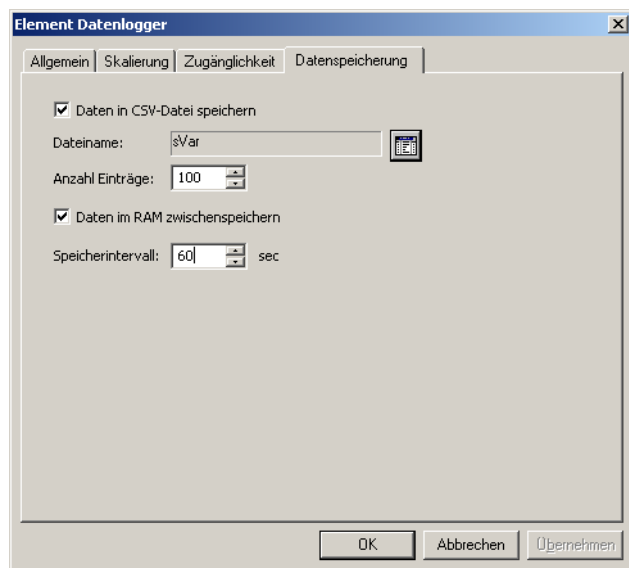 Element Datenlogger
Allgemein Skalierung Zugänglichkeit Datenspeicherung
Daten in CSV-Datei speichern
Dateiname: sVar
Anzahl Einträge: 100
Daten im RAM zwischenspeichern
Speicherintervall: 60 sec
OK Abbrechen Übernehmen